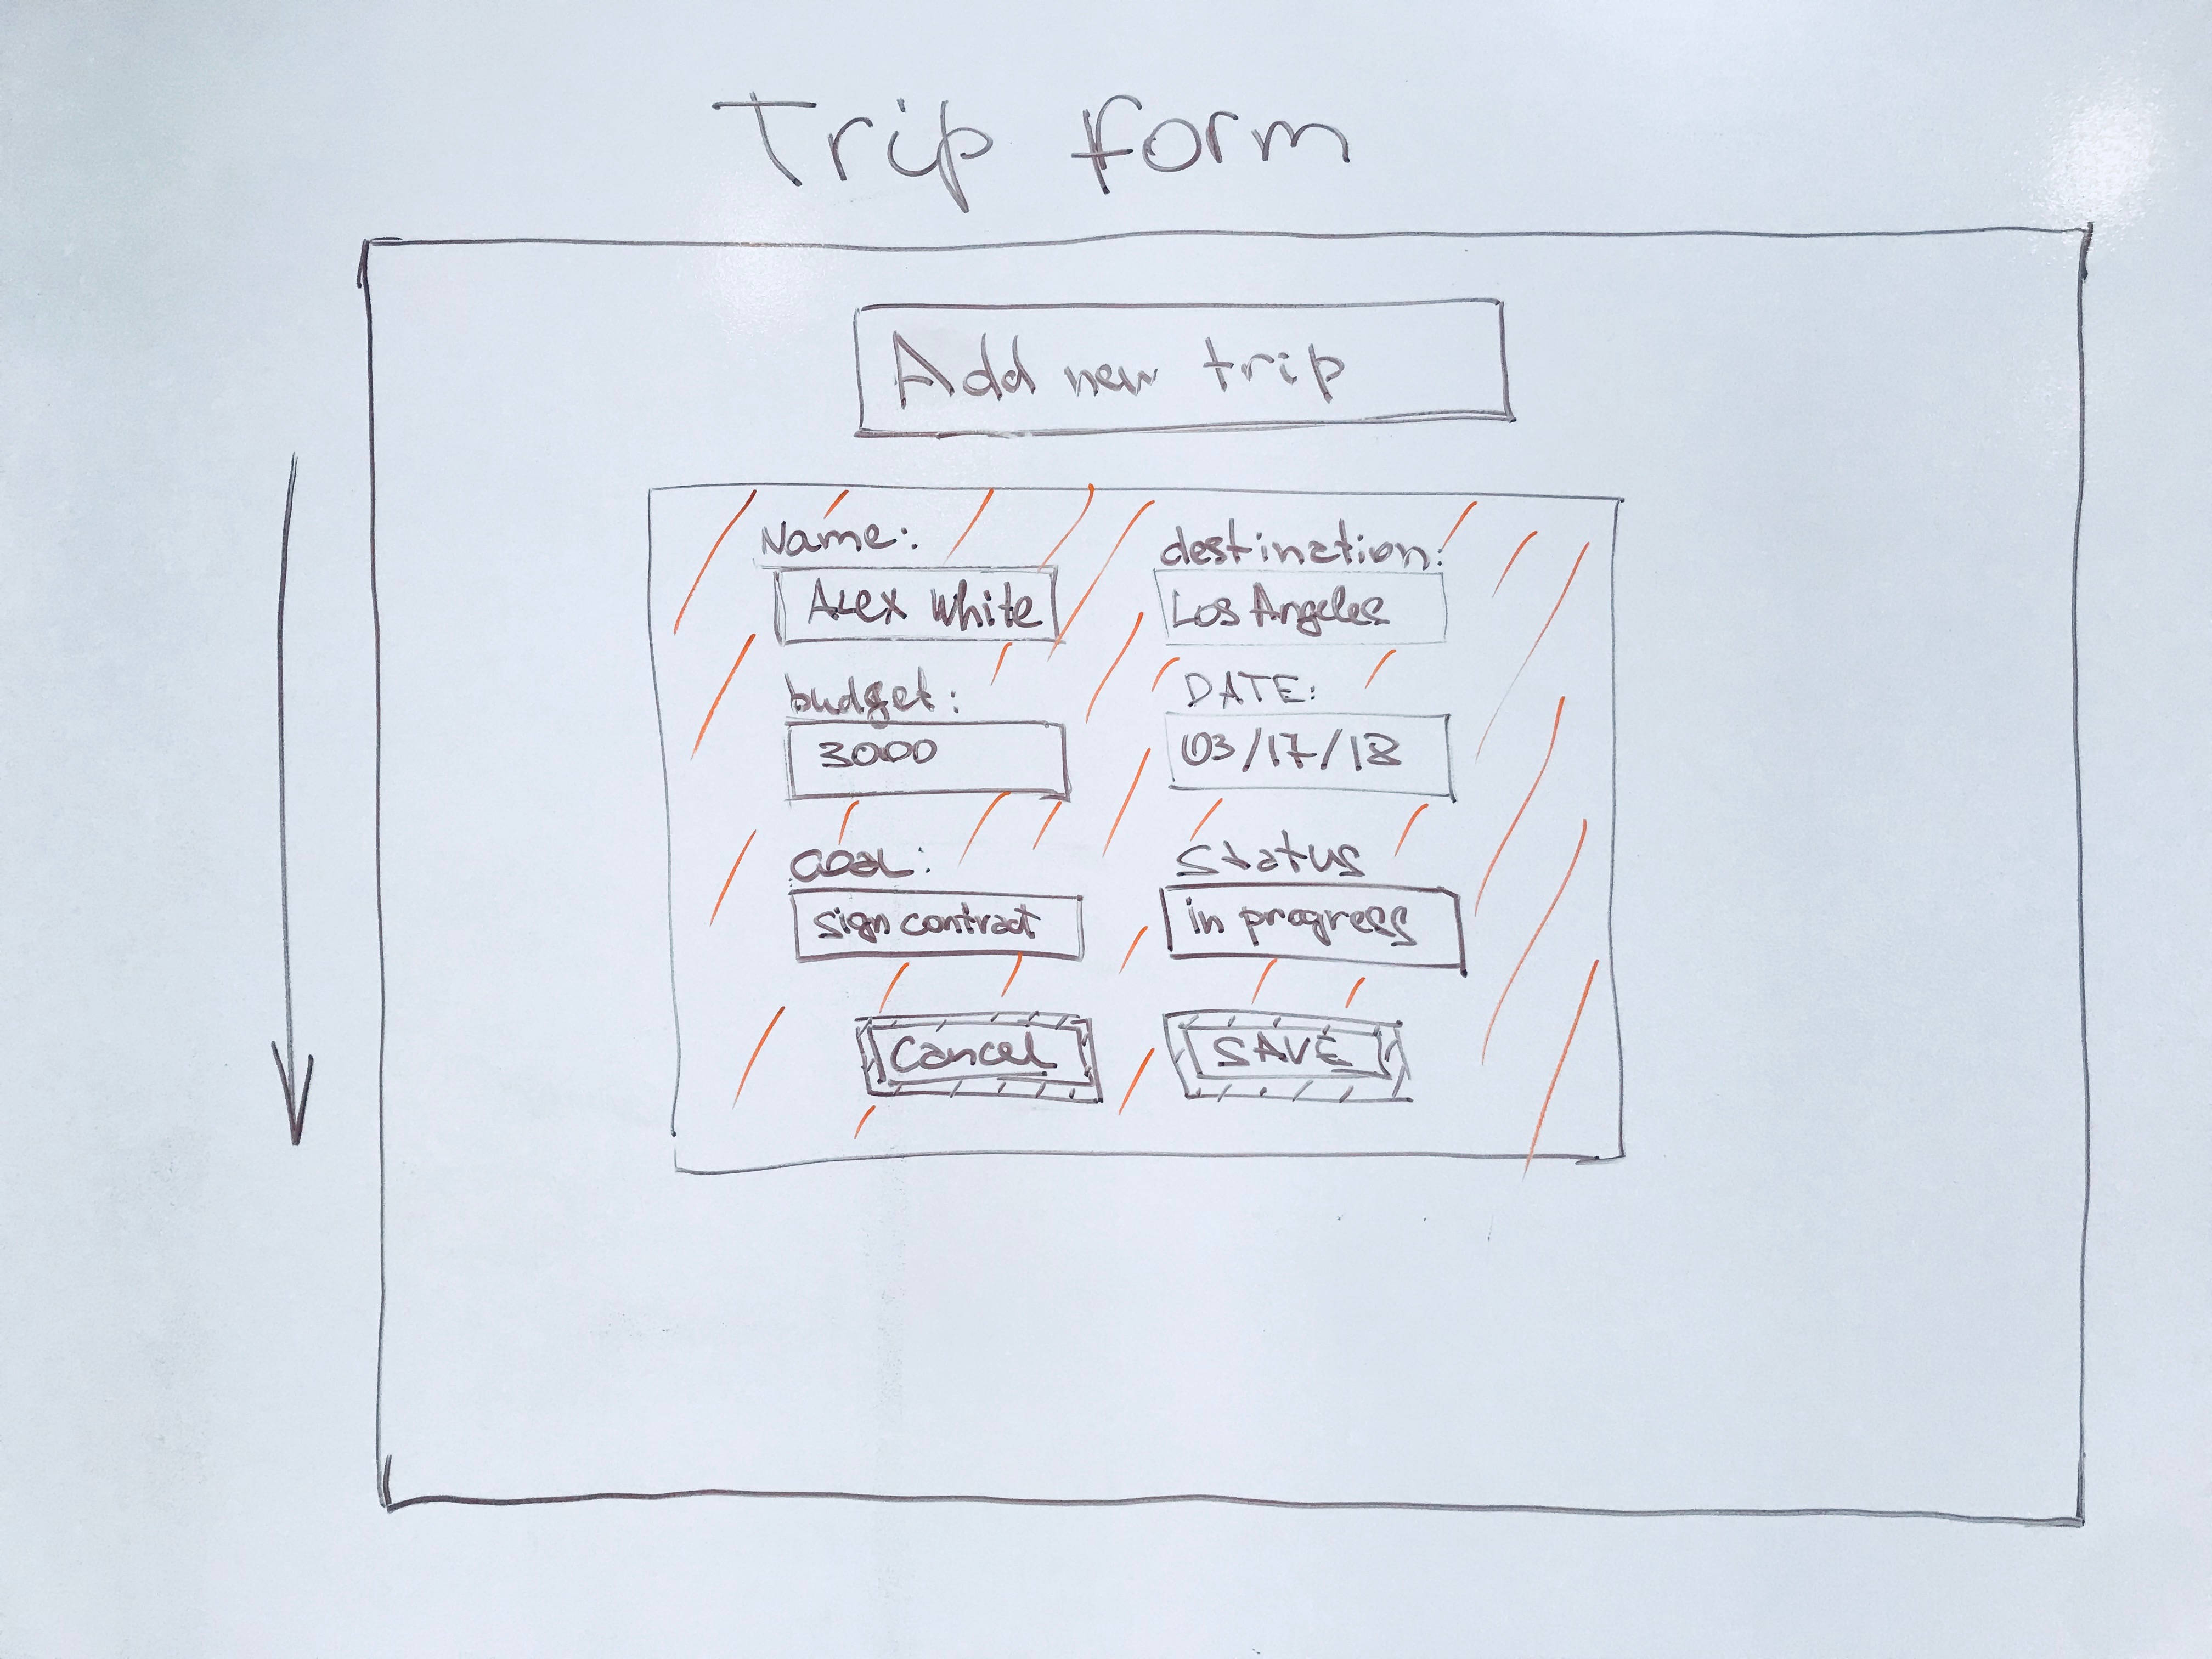 Trip form
Add new trip
Name: destination:
Alex White Los Angeles
budget: DATE:
3000 03/17/18
Goal: Status
sign contract in progress
Cancel SAVE